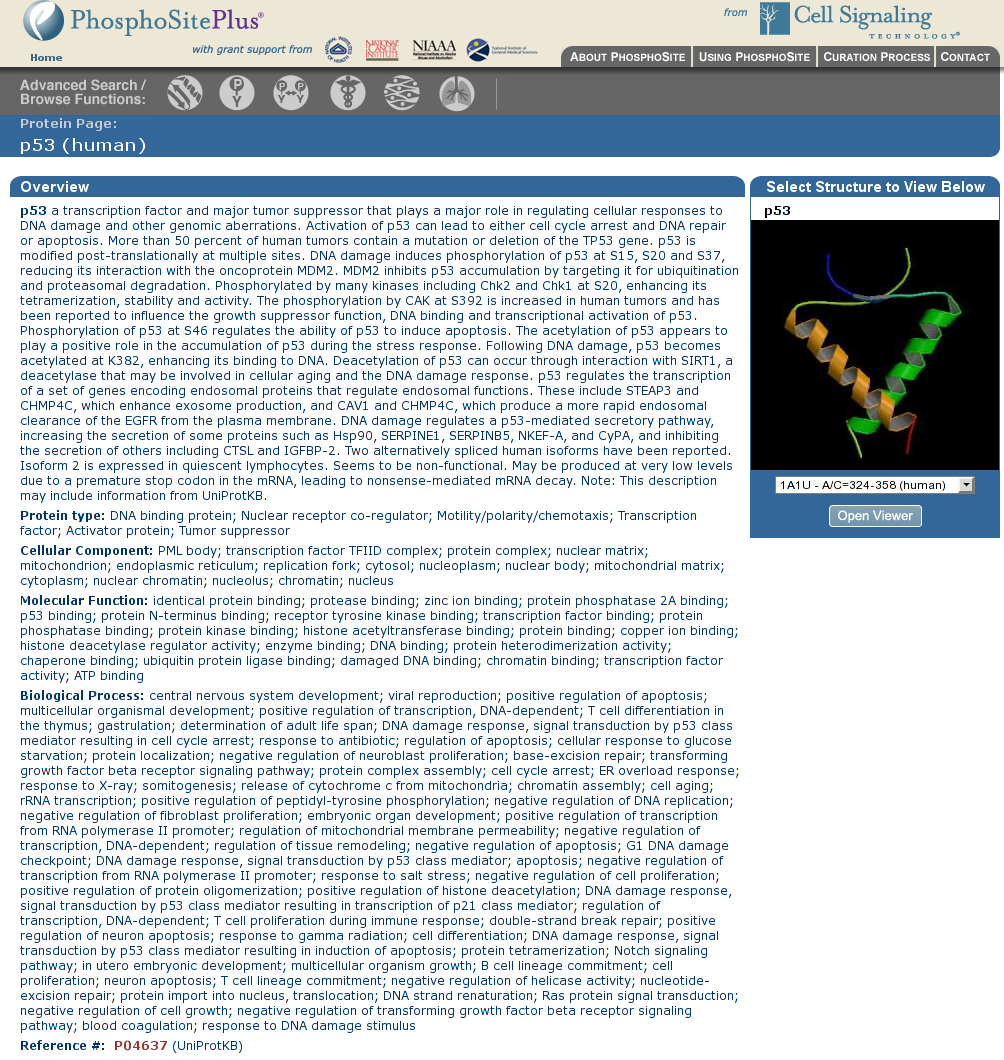 PhosphoSitePlus®
from
Cell Signaling
TECHNOLOGY®
with grant support from
NATIONAL CANCER INSTITUTE
NIAAA
Home
ABOUT PHOSPHOSITE
USING PHOSPHOSITE
CURATION PROCESS
CONTACT
Advanced Search /
Browse Functions:
P
Y
P P
Y Y
Protein Page:
p53 (human)
Overview
p53 a transcription factor and major tumor suppressor that plays a major role in regulating cellular responses to
DNA damage and other genomic aberrations. Activation of p53 can lead to either cell cycle arrest and DNA repair
or apoptosis. More than 50 percent of human tumors contain a mutation or deletion of the TP53 gene. p53 is
modified post-translationally at multiple sites. DNA damage induces phosphorylation of p53 at S15, S20 and S37,
reducing its interaction with the oncoprotein MDM2. MDM2 inhibits p53 accumulation by targeting it for ubiquitination
and proteasomal degradation. Phosphorylated by many kinases including Chk2 and Chk1 at S20, enhancing its
tetramerization, stability and activity. The phosphorylation by CAK at S392 is increased in human tumors and has
been reported to influence the growth suppressor function, DNA binding and transcriptional activation of p53.
Phosphorylation of p53 at S46 regulates the ability of p53 to induce apoptosis. The acetylation of p53 appears to
play a positive role in the accumulation of p53 during the stress response. Following DNA damage, p53 becomes
acetylated at K382, enhancing its binding to DNA. Deacetylation of p53 can occur through interaction with SIRT1, a
deacetylase that may be involved in cellular aging and the DNA damage response. p53 regulates the transcription
of a set of genes encoding endosomal proteins that regulate endosomal functions. These include STEAP3 and
CHMP4C, which enhance exosome production, and CAV1 and CHMP4C, which produce a more rapid endosomal
clearance of the EGFR from the plasma membrane. DNA damage regulates a p53-mediated secretory pathway,
increasing the secretion of some proteins such as Hsp90, SERPINE1, SERPINB5, NKEF-A, and CyPA, and inhibiting
the secretion of others including CTSL and IGFBP-2. Two alternatively spliced human isoforms have been reported.
Isoform 2 is expressed in quiescent lymphocytes. Seems to be non-functional. May be produced at very low levels
due to a premature stop codon in the mRNA, leading to nonsense-mediated mRNA decay. Note: This description
may include information from UniProtKB.
Protein type: DNA binding protein; Nuclear receptor co-regulator; Motility/polarity/chemotaxis; Transcription
factor; Activator protein; Tumor suppressor
Cellular Component: PML body; transcription factor TFIID complex; protein complex; nuclear matrix;
mitochondrion; endoplasmic reticulum; replication fork; cytosol; nucleoplasm; nuclear body; mitochondrial matrix;
cytoplasm; nuclear chromatin; nucleolus; chromatin; nucleus
Molecular Function: identical protein binding; protease binding; zinc ion binding; protein phosphatase 2A binding;
p53 binding; protein N-terminus binding; receptor tyrosine kinase binding; transcription factor binding; protein
phosphatase binding; protein kinase binding; histone acetyltransferase binding; protein binding; copper ion binding;
histone deacetylase regulator activity; enzyme binding; DNA binding; protein heterodimerization activity;
chaperone binding; ubiquitin protein ligase binding; damaged DNA binding; chromatin binding; transcription factor
activity; ATP binding
Biological Process: central nervous system development; viral reproduction; positive regulation of apoptosis;
multicellular organismal development; positive regulation of transcription, DNA-dependent; T cell differentiation in
the thymus; gastrulation; determination of adult life span; DNA damage response, signal transduction by p53 class
mediator resulting in cell cycle arrest; response to antibiotic; regulation of apoptosis; cellular response to glucose
starvation; protein localization; negative regulation of neuroblast proliferation; base-excision repair; transforming
growth factor beta receptor signaling pathway; protein complex assembly; cell cycle arrest; ER overload response;
response to X-ray; somitogenesis; release of cytochrome c from mitochondria; chromatin assembly; cell aging;
rRNA transcription; positive regulation of peptidyl-tyrosine phosphorylation; negative regulation of DNA replication;
negative regulation of fibroblast proliferation; embryonic organ development; positive regulation of transcription
from RNA polymerase II promoter; regulation of mitochondrial membrane permeability; negative regulation of
transcription, DNA-dependent; regulation of tissue remodeling; negative regulation of apoptosis; G1 DNA damage
checkpoint; DNA damage response, signal transduction by p53 class mediator; apoptosis; negative regulation of
transcription from RNA polymerase II promoter; response to salt stress; negative regulation of cell proliferation;
positive regulation of protein oligomerization; positive regulation of histone deacetylation; DNA damage response,
signal transduction by p53 class mediator resulting in transcription of p21 class mediator; regulation of
transcription, DNA-dependent; T cell proliferation during immune response; double-strand break repair; positive
regulation of neuron apoptosis; response to gamma radiation; cell differentiation; DNA damage response, signal
transduction by p53 class mediator resulting in induction of apoptosis; protein tetramerization; Notch signaling
pathway; in utero embryonic development; multicellular organism growth; B cell lineage commitment; cell
proliferation; neuron apoptosis; T cell lineage commitment; negative regulation of helicase activity; nucleotide-
excision repair; protein import into nucleus, translocation; DNA strand renaturation; Ras protein signal transduction;
negative regulation of cell growth; negative regulation of transforming growth factor beta receptor signaling
pathway; blood coagulation; response to DNA damage stimulus
Reference #: P04637 (UniProtKB)
Select Structure to View Below
p53
1A1U - A/C=324-358 (human)
Open Viewer